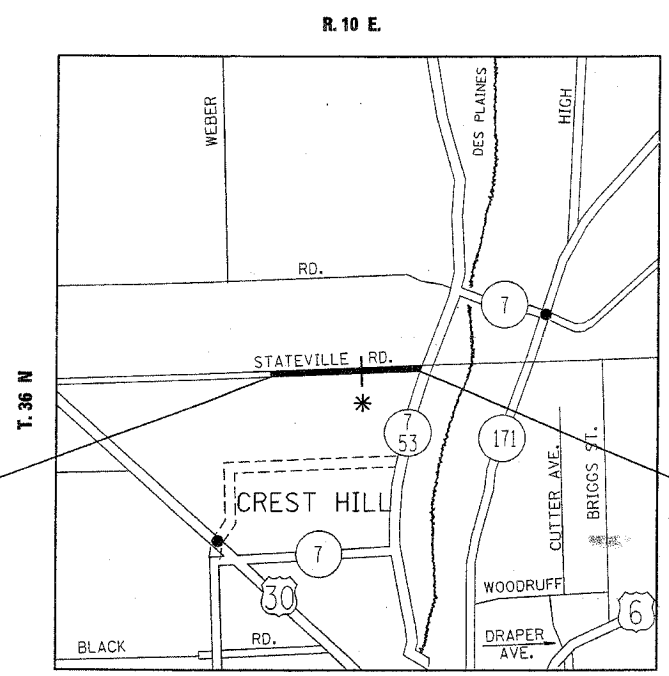 R. 10 E.
WEBER
DES PLAINES
HIGH
RD.
7
STATEVILLE RD.
*
T. 36 N
7
53
171
CUTTER AVE.
BRIGGS ST.
CREST HILL
7
30
WOODRUFF
6
BLACK RD.
DRAPER
AVE.